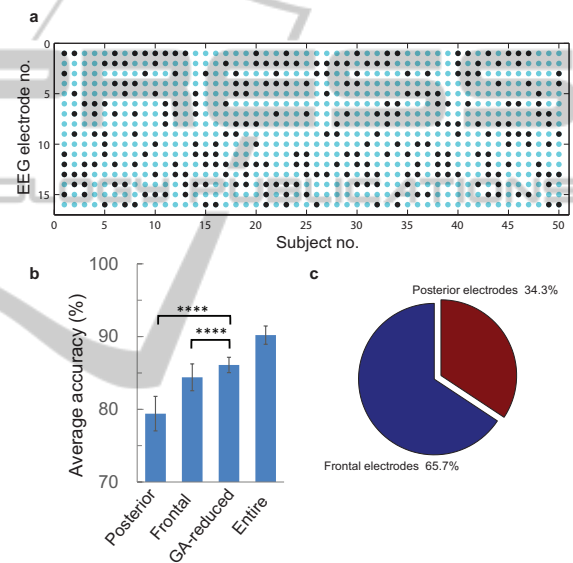 a
0
5
10
15
EEG electrode no.
0 5 10 15 20 25 30 35 40 45 50
Subject no.
b
100
90
80
70
Average accuracy (%)
****
****
Posterior
Frontal
GA-reduced
Entire
c
Posterior electrodes 34.3%
Frontal electrodes 65.7%